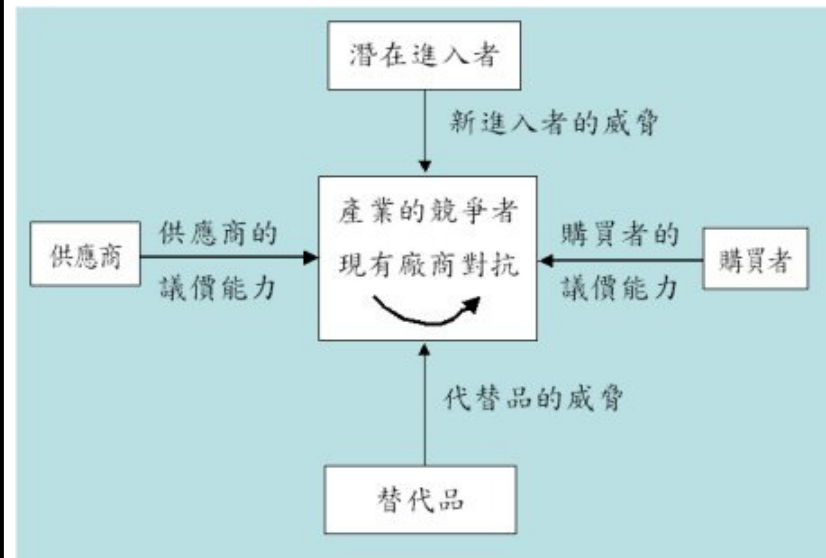 潛在進入者
新進入者的威脅
產業的競爭者
現有廠商對抗
供應商
供應商的
議價能力
購買者的
議價能力
購買者
代替品的威脅
替代品